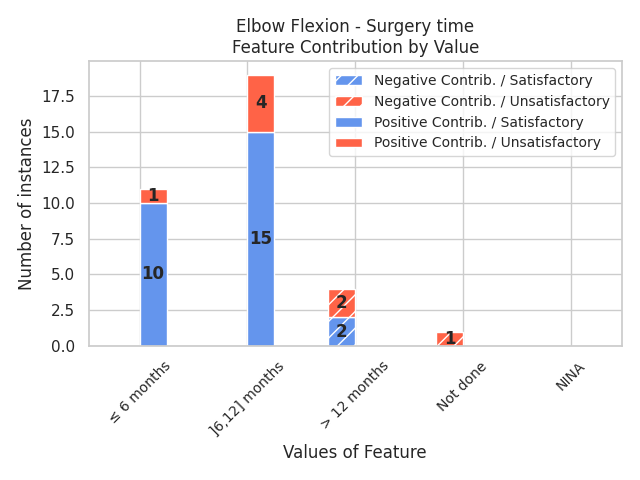 Elbow Flexion - Surgery time
Feature Contribution by Value
Negative Contrib. / Satisfactory
Negative Contrib. / Unsatisfactory
Positive Contrib. / Satisfactory
Positive Contrib. / Unsatisfactory
Number of instances
17.5
15.0
12.5
10.0
7.5
5.0
2.5
0.0
1
10
4
15
2
2
1
≤ 6 months
]6,12] months
> 12 months
Not done
NINA
Values of Feature